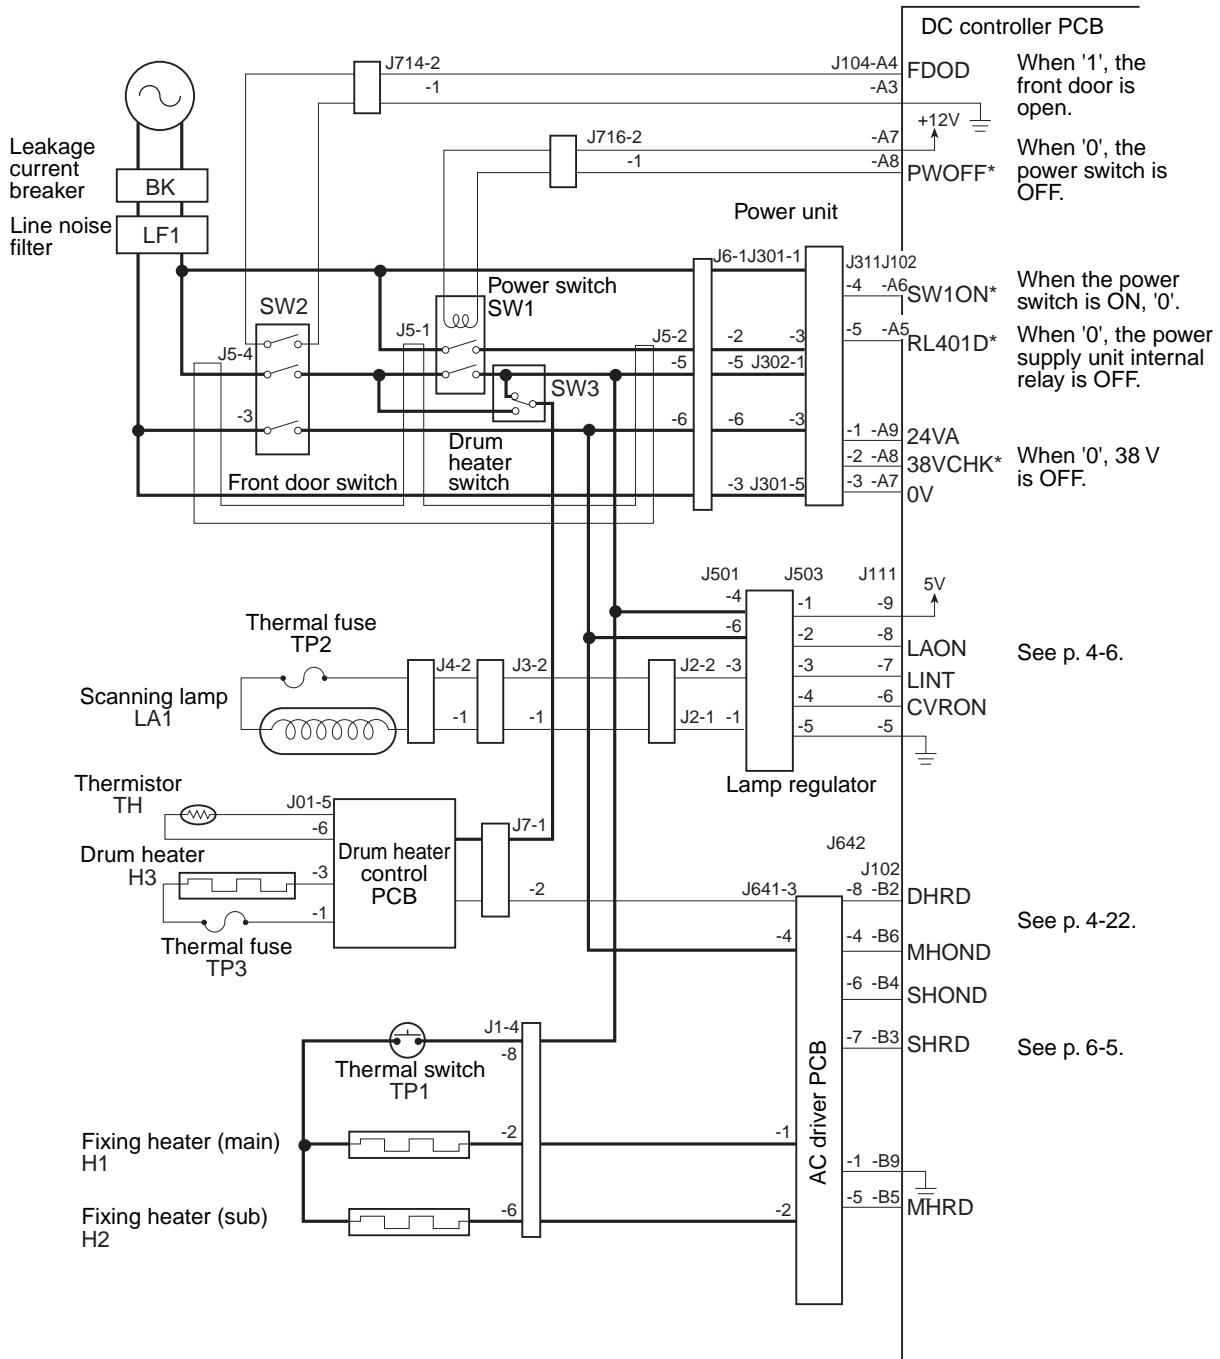 DC controller PCB
J714-2
-1
J104-A4
-A3
FDOD
When '1', the
front door is
open.
+12V
J716-2
-1
-A7
-A8
PWOFF*
When '0', the
power switch is
OFF.
Leakage
current
breaker
BK
Line noise
filter
LF1
Power unit
J6-1
J301-1
J311
J102
-4
-A6
SW1ON*
When the power
switch is ON, '0'.
SW2
Power switch
SW1
J5-4
J5-1
J5-2
-2
-3
-5
-A5
RL401D*
When '0', the power
supply unit internal
relay is OFF.
-5
-5
J302-1
SW3
-3
-6
-6
-3
Drum
heater
switch
Front door switch
-1
-A9
24VA
-2
-A8
38VCHK*
When '0', 38 V
is OFF.
-3
J301-5
-3
-A7
0V
J501
J503
J111
5V
-4
-1
-9
-6
-2
-8
LAON
See p. 4-6.
Thermal fuse
TP2
J4-2
J3-2
J2-2
-3
-3
-7
LINT
Scanning lamp
LA1
-4
-6
CVRON
-1
-1
J2-1
-1
-5
-5
Lamp regulator
Thermistor
TH
J01-5
-6
Drum heater
H3
-3
-1
Thermal fuse
TP3
Drum heater
control
PCB
J7-1
-2
J642
J102
J641-3
-8
-B2
DHRD
See p. 4-22.
-4
-4
-B6
MHOND
-6
-B4
SHOND
J1-4
-8
Thermal switch
TP1
-7
-B3
SHRD
See p. 6-5.
AC driver PCB
Fixing heater (main)
H1
-2
-1
-1
-B9
Fixing heater (sub)
H2
-6
-2
-5
-B5
MHRD